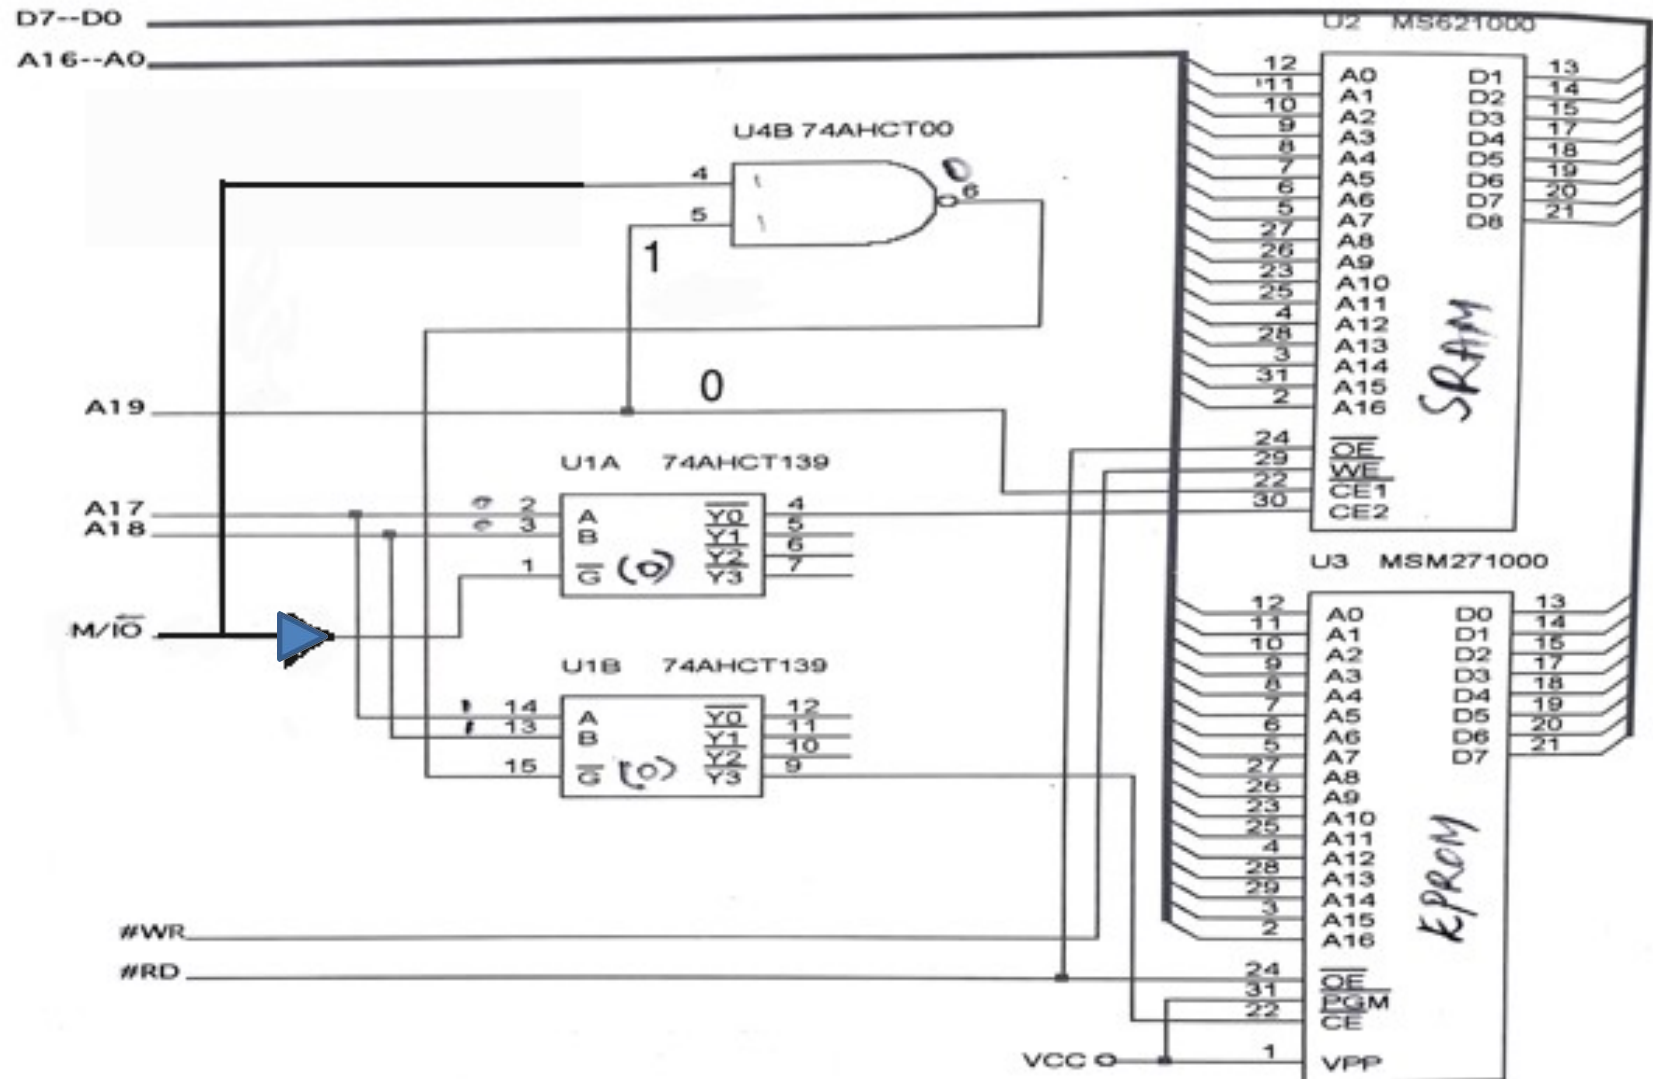 D7--D0
U2 MS621000
A16--A0
12 A0 D1 13
11 A1 D2 14
10 A2 D3 15
9 A3 D4 17
8 A4 D5 18
7 A5 D6 19
6 A6 D7 20
5 A7 D8 21
27 A8
26 A9
23 A10
25 A11
4 A12
28 A13
3 A14
31 A15
2 A16
24 OE
29 WE
22 CE1
30 CE2
SRAM
U4B 74AHCT00
4
5
6
0
1
0
A19
U1A 74AHCT139
A17
A18
2 A Y0 4
3 B Y1 5
Y2 6
1 G (0) Y3 7
M/IO
U1B 74AHCT139
14 A Y0 12
13 B Y1 11
Y2 10
15 G (0) Y3 9
U3 MSM271000
12 A0 D0 13
11 A1 D1 14
10 A2 D2 15
9 A3 D3 17
8 A4 D4 18
7 A5 D5 19
6 A6 D6 20
5 A7 D7 21
27 A8
26 A9
23 A10
25 A11
4 A12
28 A13
29 A14
3 A15
2 A16
EPROM
24 OE
31 PGM
22 CE
1 VPP
#WR
#RD
VCC